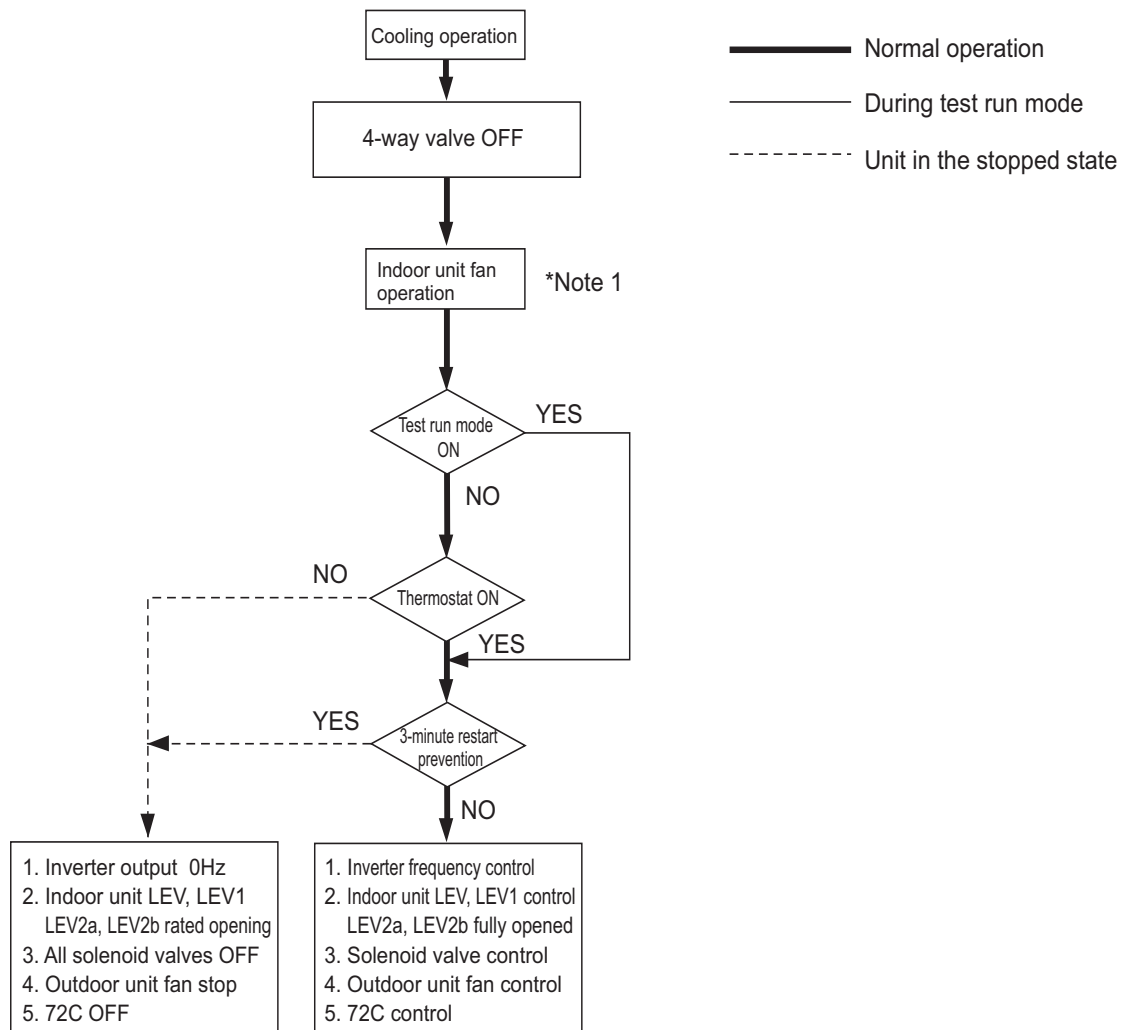 Cooling operation
Normal operation
During test run mode
Unit in the stopped state
4-way valve OFF
Indoor unit fan
operation
*Note 1
Test run mode
ON
YES
NO
NO
Thermostat ON
YES
YES
3-minute restart
prevention
NO
1. Inverter output 0Hz
2. Indoor unit LEV, LEV1
LEV2a, LEV2b rated opening
3. All solenoid valves OFF
4. Outdoor unit fan stop
5. 72C OFF
1. Inverter frequency control
2. Indoor unit LEV, LEV1 control
LEV2a, LEV2b fully opened
3. Solenoid valve control
4. Outdoor unit fan control
5. 72C control